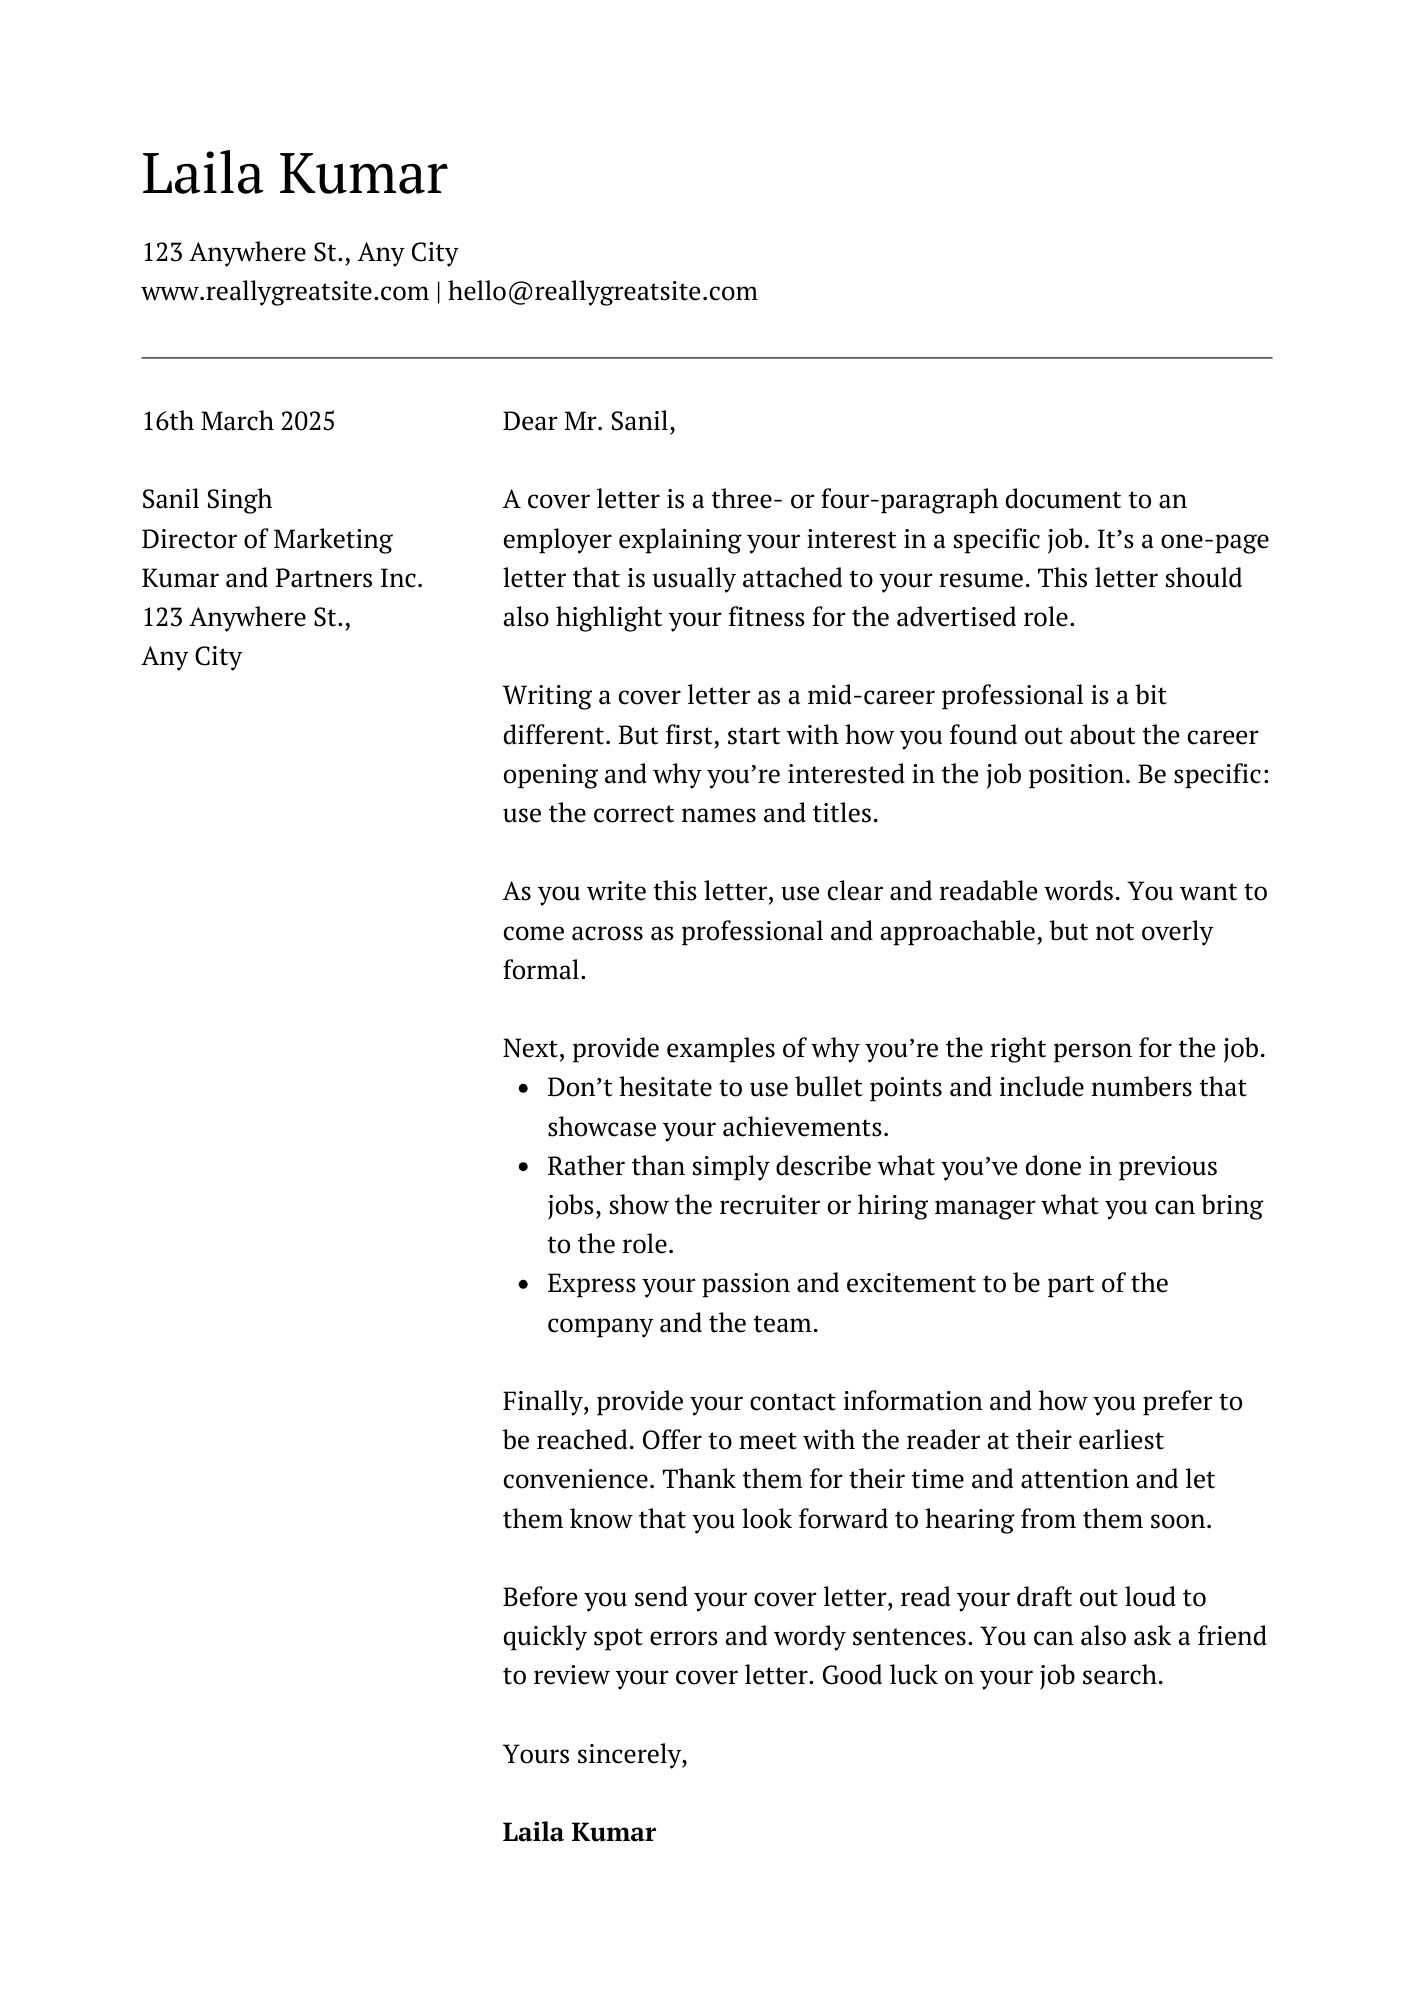 Laila Kumar
123 Anywhere St., Any City
www.reallygreatsite.com | hello@reallygreatsite.com
16th March 2025
Sanil Singh
Director of Marketing
Kumar and Partners Inc.
123 Anywhere St.,
Any City
Dear Mr. Sanil,
A cover letter is a three- or four-paragraph document to an
employer explaining your interest in a specific job. It’s a one-page
letter that is usually attached to your resume. This letter should
also highlight your fitness for the advertised role.
Writing a cover letter as a mid-career professional is a bit
different. But first, start with how you found out about the career
opening and why you’re interested in the job position. Be specific:
use the correct names and titles.
As you write this letter, use clear and readable words. You want to
come across as professional and approachable, but not overly
formal.
Next, provide examples of why you’re the right person for the job.
• Don’t hesitate to use bullet points and include numbers that
showcase your achievements.
• Rather than simply describe what you’ve done in previous
jobs, show the recruiter or hiring manager what you can bring
to the role.
• Express your passion and excitement to be part of the
company and the team.
Finally, provide your contact information and how you prefer to
be reached. Offer to meet with the reader at their earliest
convenience. Thank them for their time and attention and let
them know that you look forward to hearing from them soon.
Before you send your cover letter, read your draft out loud to
quickly spot errors and wordy sentences. You can also ask a friend
to review your cover letter. Good luck on your job search.
Yours sincerely,
Laila Kumar